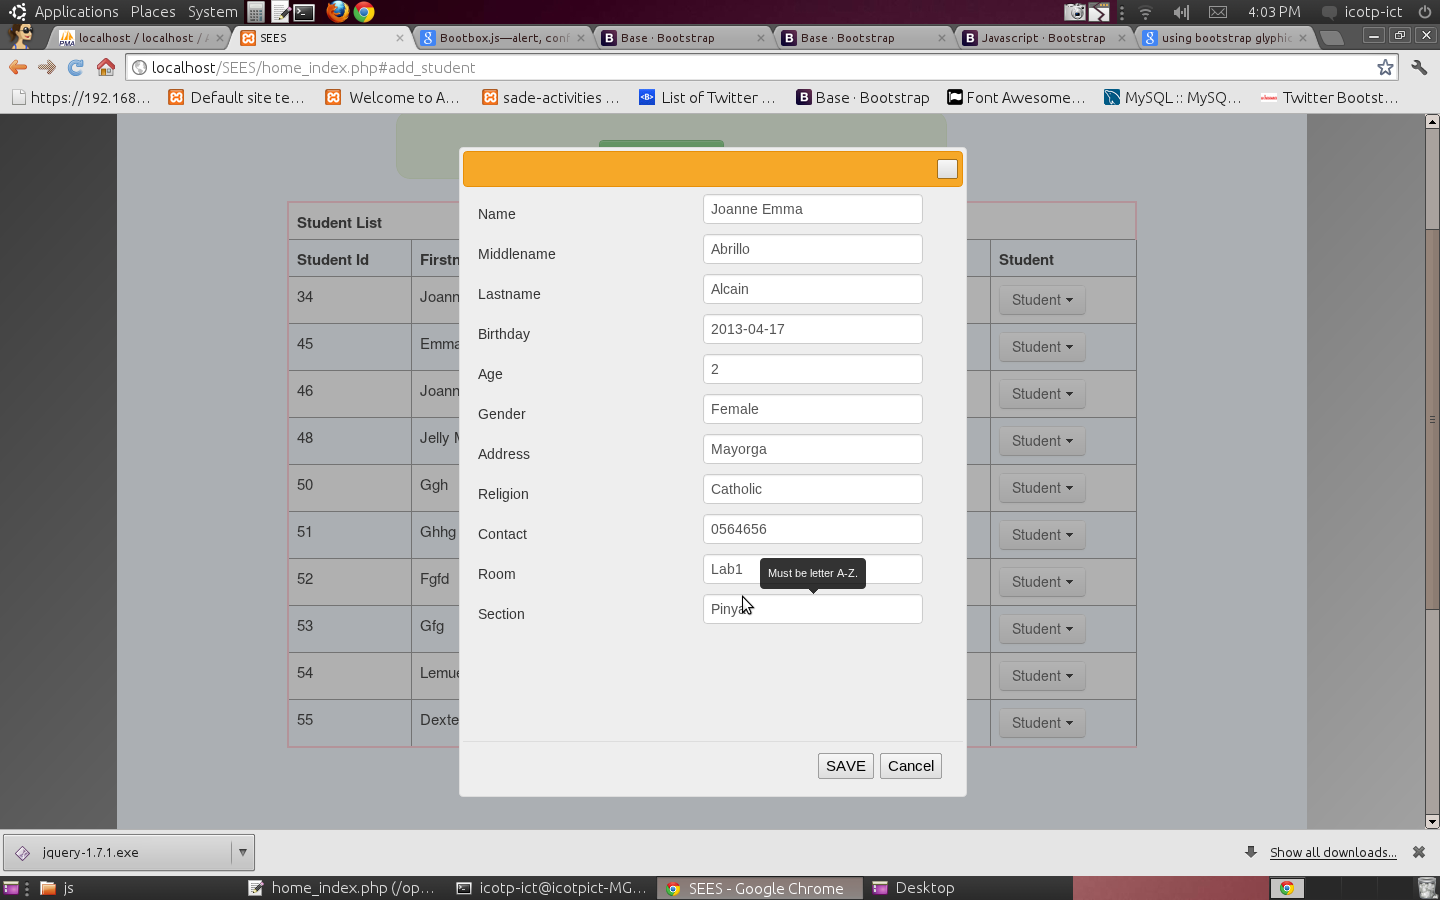 Applications Places System 4:03 PM icotp-ict
localhost / localhost / SEES Bootbox.js—alert, con Base · Bootstrap Base · Bootstrap Javascript · Bootstrap using bootstrap glyphic
localhost/SEES/home_index.php#add_student
https://192.168... Default site te... Welcome to A... sade-activities ... List of Twitter ... Base · Bootstrap Font Awesome... MySQL :: MySQ... Twitter Bootst...
Student List
Student Id Firstn Student
34 Joann Student
45 Emma Student
46 Joann Student
48 Jelly M Student
50 Ggh Student
51 Ghhg Student
52 Fgfd Student
53 Gfg Student
54 Lemue Student
55 Dexte Student
Name Joanne Emma
Middlename Abrillo
Lastname Alcain
Birthday 2013-04-17
Age 2
Gender Female
Address Mayorga
Religion Catholic
Contact 0564656
Room Lab1
Must be letter A-Z.
Section Pinya
SAVE Cancel
jquery-1.7.1.exe Show all downloads...
js home_index.php (/op... icotp-ict@icotpict-MG... SEES - Google Chrome Desktop